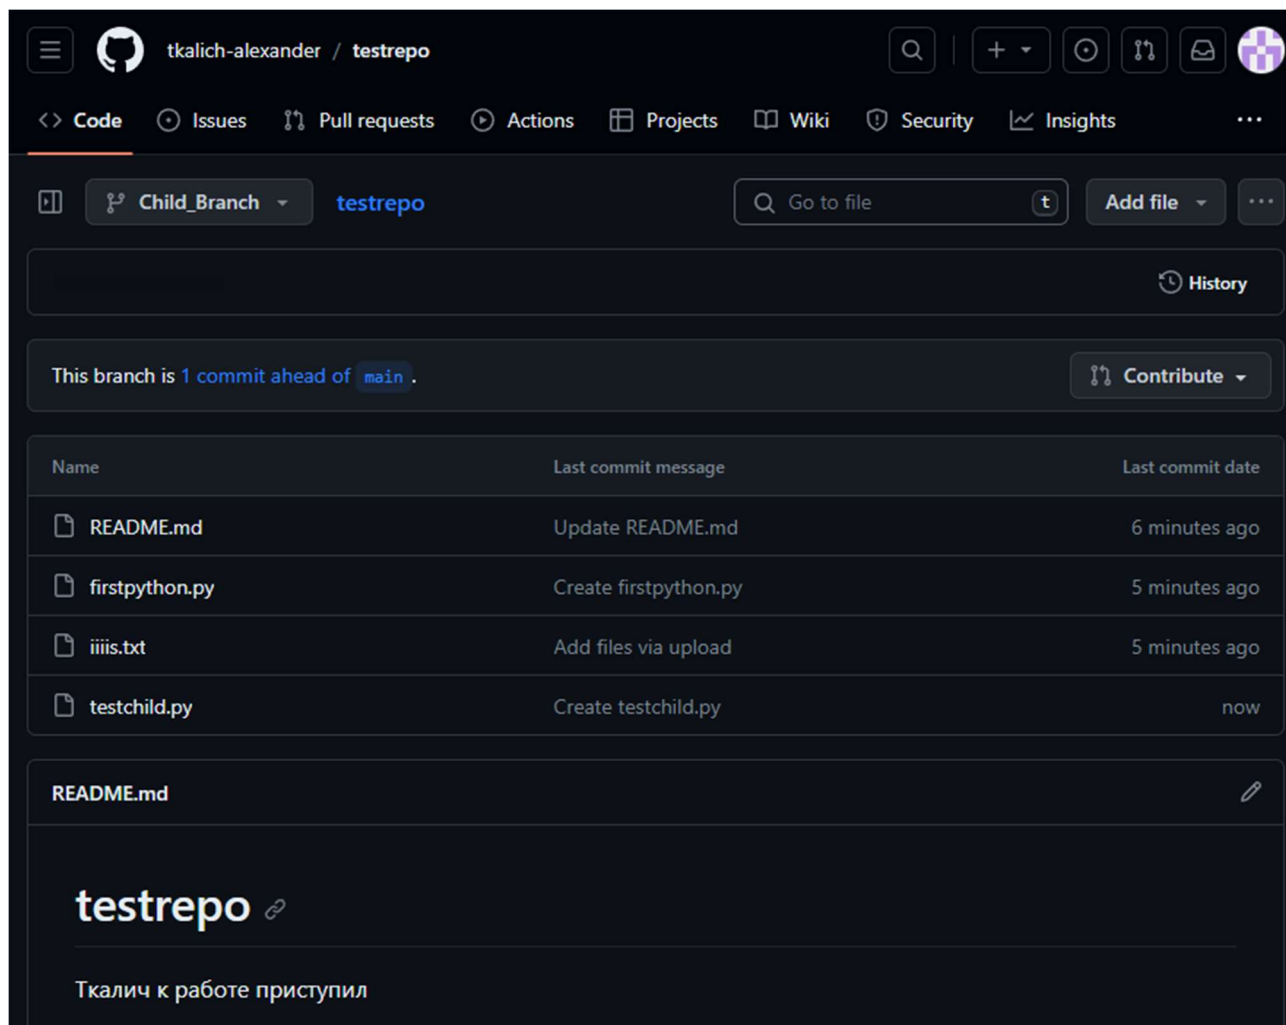 tkalich-alexander / testrepo
<> Code Issues Pull requests Actions Projects Wiki Security Insights ...
Child_Branch testrepo Go to file t Add file ...
History
This branch is 1 commit ahead of main . Contribute
Name Last commit message Last commit date
README.md Update README.md 6 minutes ago
firstpython.py Create firstpython.py 5 minutes ago
iiiis.txt Add files via upload 5 minutes ago
testchild.py Create testchild.py now
README.md
testrepo
Ткалич к работе приступил